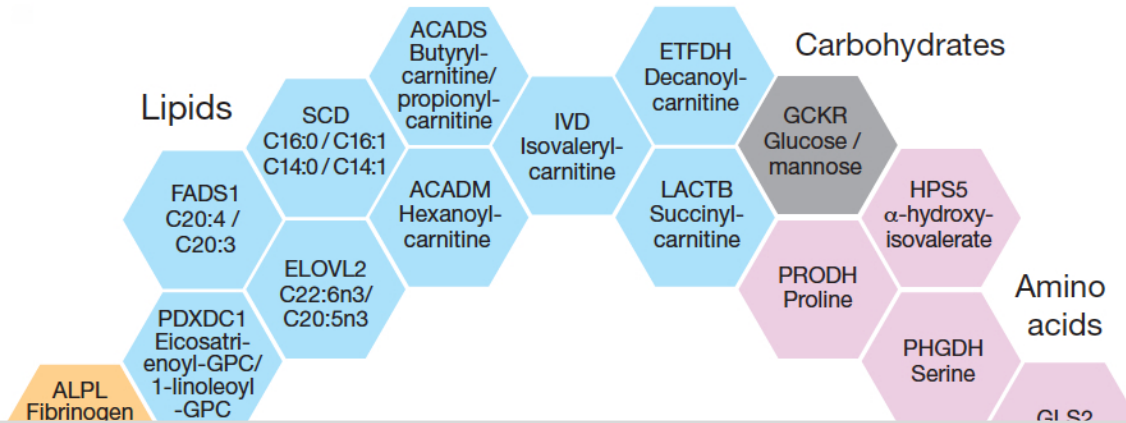 Lipids
Carbohydrates
Amino
acids
ACADS
Butyryl-
carnitine/
propionyl-
carnitine
ETFDH
Decanoyl-
carnitine
SCD
C16:0 / C16:1
C14:0 / C14:1
IVD
Isovaleryl-
carnitine
GCKR
Glucose /
mannose
FADS1
C20:4 /
C20:3
ACADM
Hexanoyl-
carnitine
LACTB
Succinyl-
carnitine
HPS5
α-hydroxy-
isovalerate
ELOVL2
C22:6n3/
C20:5n3
PRODH
Proline
PDXDC1
Eicosatri-
enoyl-GPC/
1-linoleoyl
-GPC
PHGDH
Serine
ALPL
Fibrinogen
GLS2